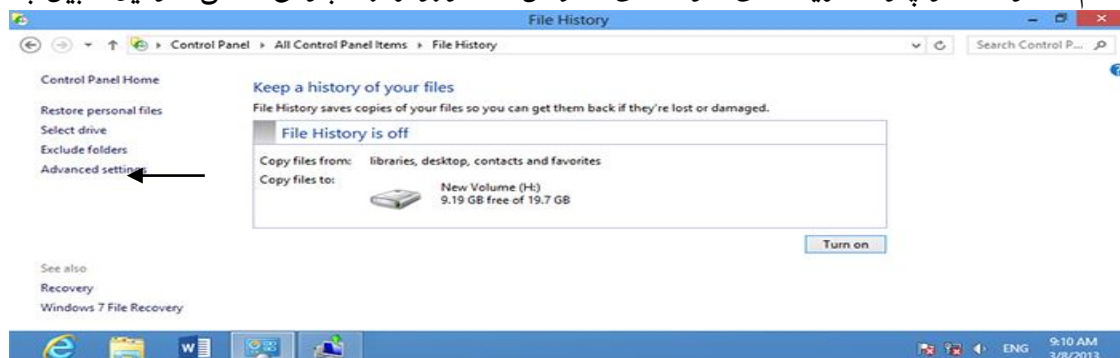 File History
Control Panel ▸ All Control Panel Items ▸ File History
Search Control P...
Control Panel Home
Restore personal files
Select drive
Exclude folders
Advanced settings
Keep a history of your files
File History saves copies of your files so you can get them back if they're lost or damaged.
File History is off
Copy files from: libraries, desktop, contacts and favorites
Copy files to:
New Volume (H:)
9.19 GB free of 19.7 GB
Turn on
See also
Recovery
Windows 7 File Recovery
ENG
9:10 AM
3/8/2013